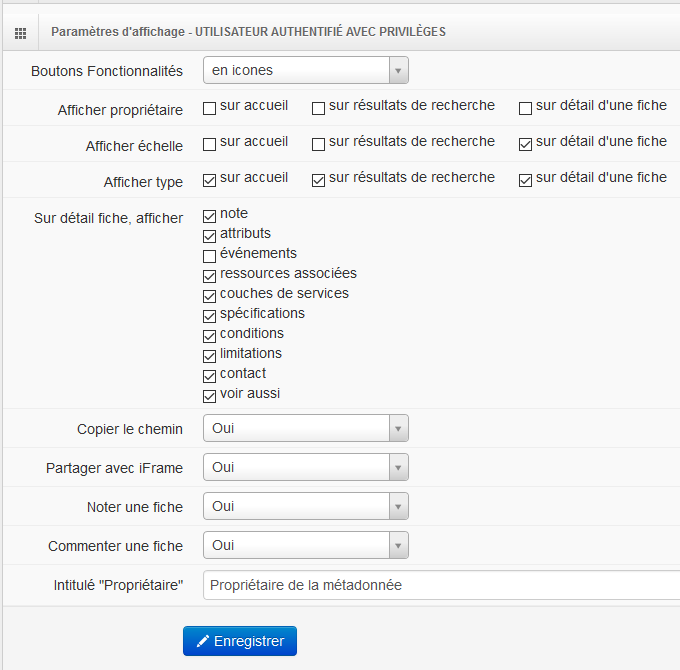 Paramètres d'affichage - UTILISATEUR AUTHENTIFIÉ AVEC PRIVILÈGES
Boutons Fonctionnalités en icones
Afficher propriétaire sur accueil sur résultats de recherche sur détail d'une fiche
Afficher échelle sur accueil sur résultats de recherche sur détail d'une fiche
Afficher type sur accueil sur résultats de recherche sur détail d'une fiche
Sur détail fiche, afficher note
attributs
événements
ressources associées
couches de services
spécifications
conditions
limitations
contact
voir aussi
Copier le chemin Oui
Partager avec iFrame Oui
Noter une fiche Oui
Commenter une fiche Oui
Intitulé "Propriétaire" Propriétaire de la métadonnée
Enregistrer